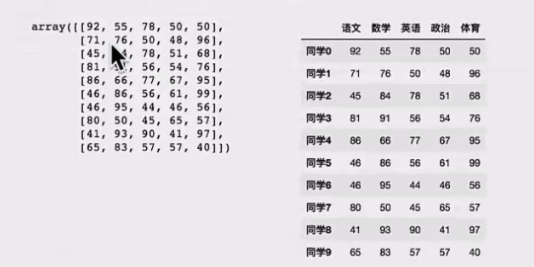 array([[92, 55, 78, 50, 50],
[71, 76, 50, 48, 96],
[45, 78, 51, 68],
[81, 56, 54, 76],
[86, 66, 77, 67, 95],
[46, 86, 56, 61, 99],
[46, 95, 44, 46, 56],
[80, 50, 45, 65, 57],
[41, 93, 90, 41, 97],
[65, 83, 57, 57, 40]])
语文 数学 英语 政治 体育
同学0 92 55 78 50 50
同学1 71 76 50 48 96
同学2 45 84 78 51 68
同学3 81 91 56 54 76
同学4 86 66 77 67 95
同学5 46 86 56 61 99
同学6 46 95 44 46 56
同学7 80 50 45 65 57
同学8 41 93 90 41 97
同学9 65 83 57 57 40